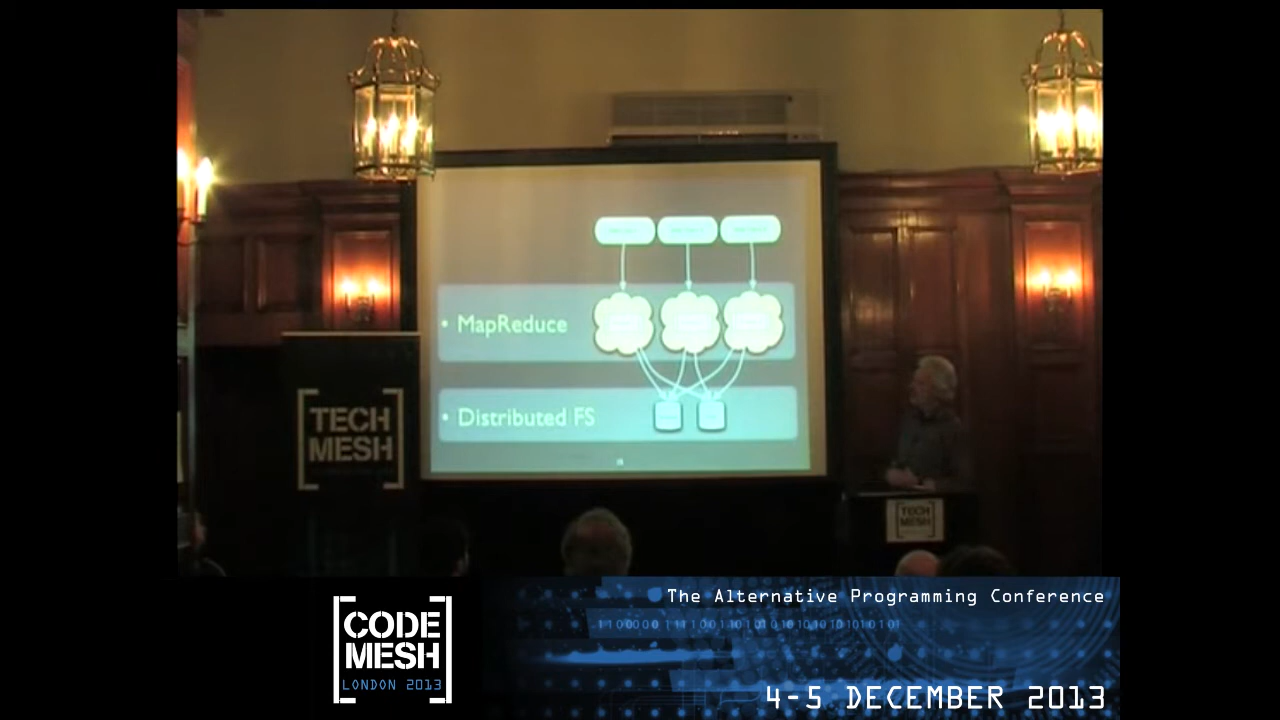 • MapReduce
• Distributed FS
TECH
MESH
TECH
MESH
CODE
MESH
LONDON 2013
The Alternative Programming Conference
4-5 DECEMBER 2013